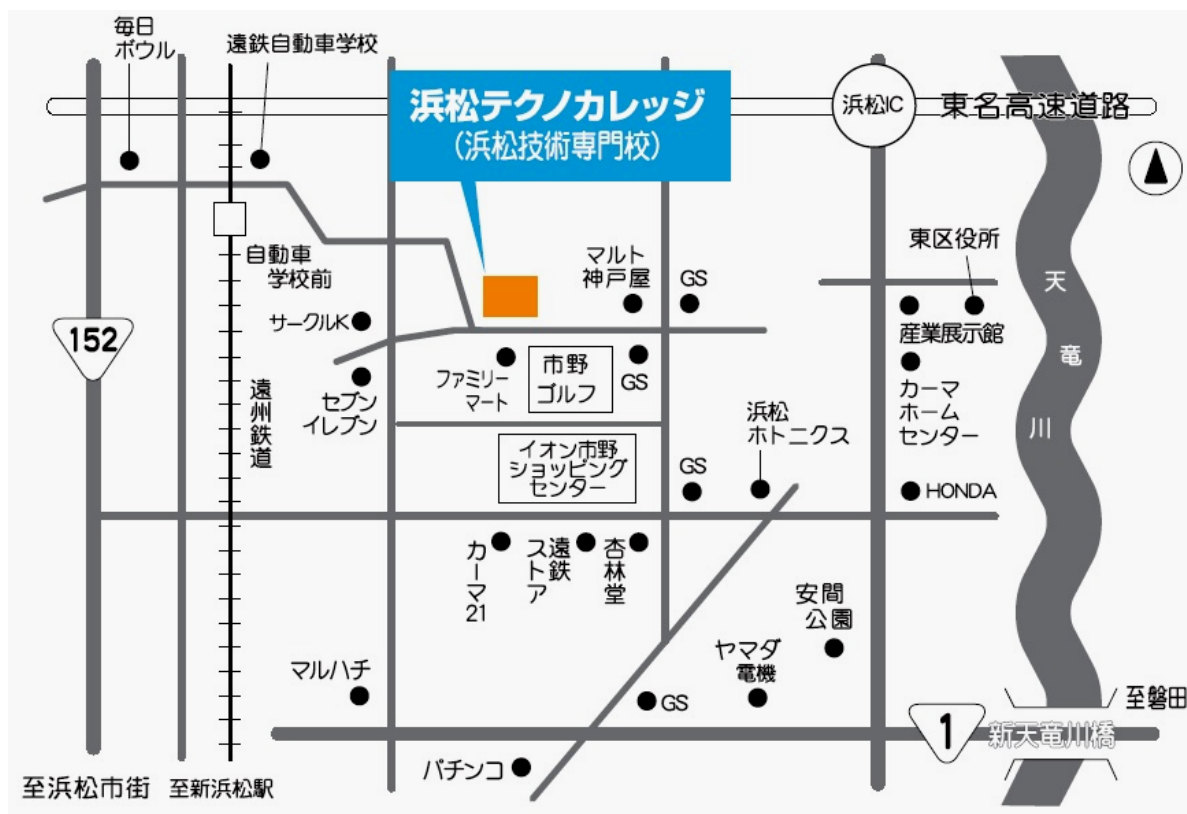 毎日
ボウル
遠鉄自動車学校
浜松テクノカレッジ
(浜松技術専門校)
浜松IC
東名高速道路
東区役所
マルト
神戸屋
GS
自動車
学校前
サークルK
産業展示館
天
竜
川
152
ファミリー
マート
市野
ゴルフ
GS
セブン
イレブン
遠
州
鉄
道
カーマ
ホーム
センター
浜松
ホトニクス
イオン市野
ショッピング
センター
GS
HONDA
カーマ21
遠鉄
ストア
杏林堂
安間
公園
マルハチ
ヤマダ
電機
GS
至磐田
1
新天竜川橋
パチンコ
至浜松市街
至新浜松駅